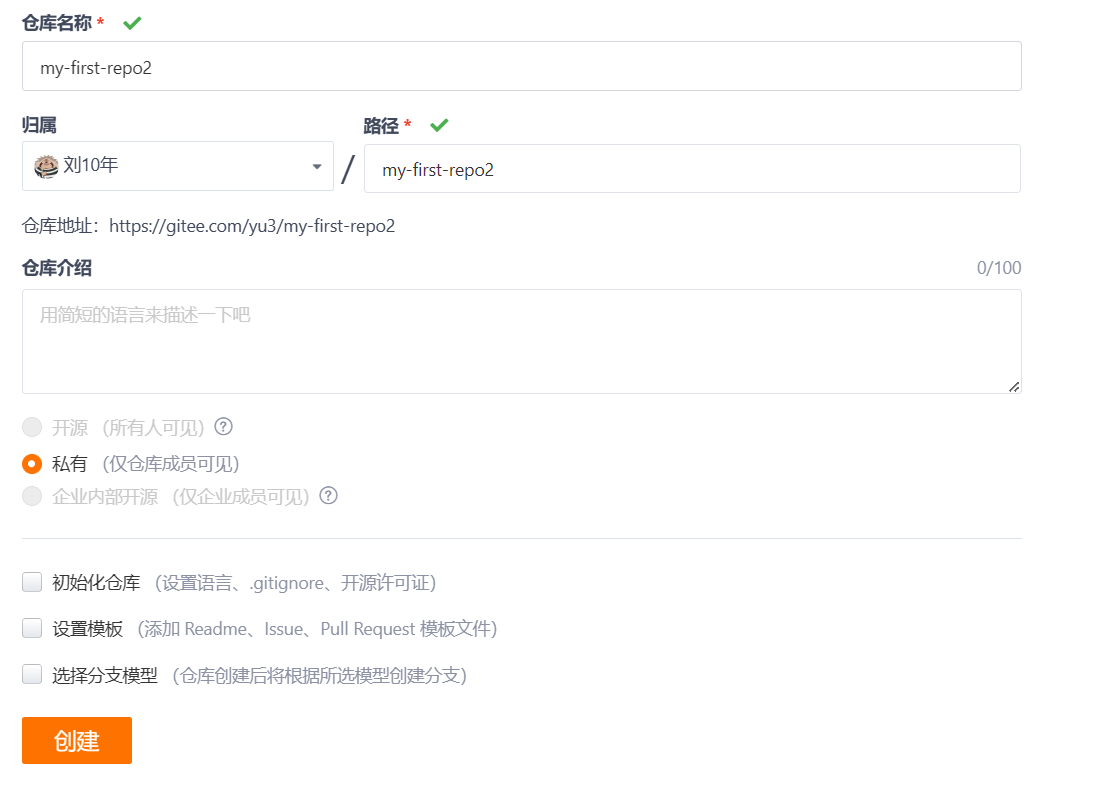 仓库名称 *
my-first-repo2
归属 路径 *
刘10年 / my-first-repo2
仓库地址：https://gitee.com/yu3/my-first-repo2
仓库介绍 0/100
用简短的语言来描述一下吧
开源 （所有人可见） ?
私有 （仅仓库成员可见）
企业内部开源 （仅企业成员可见） ?
初始化仓库 （设置语言、.gitignore、开源许可证）
设置模板 （添加 Readme、Issue、Pull Request 模板文件）
选择分支模型 （仓库创建后将根据所选模型创建分支）
创建